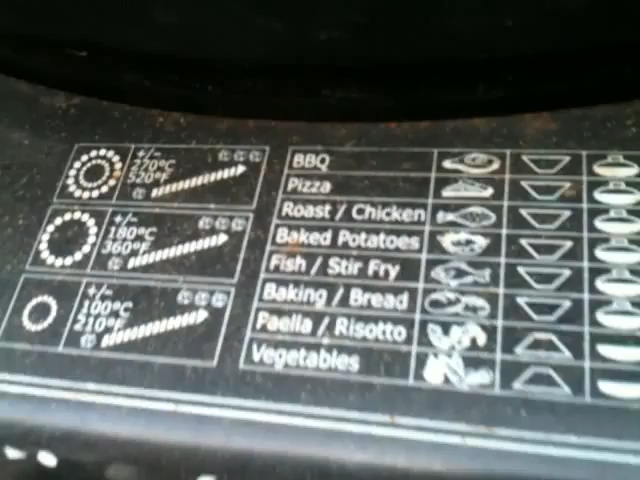 +/-
270°C
520°F
+/-
180°C
360°F
+/-
100°C
210°F
BBQ
Pizza
Roast / Chicken
Baked Potatoes
Fish / Stir Fry
Baking / Bread
Paella / Risotto
Vegetables